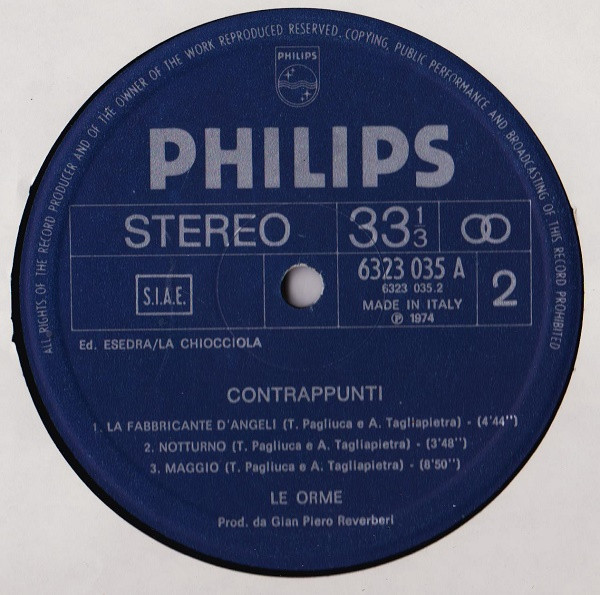 ALL RIGHTS OF THE RECORD PRODUCER AND OF THE OWNER OF THE WORK REPRODUCED RESERVED. COPYING, PUBLIC PERFORMANCE AND BROADCASTING OF THIS RECORD PROHIBITED
PHILIPS
PHILIPS
STEREO 33 1/3
S.I.A.E. 6323 035 A
6323 035.2
MADE IN ITALY
℗ 1974
2
Ed. ESEDRA/LA CHIOCCIOLA
CONTRAPPUNTI
1. LA FABBRICANTE D'ANGELI (T. Pagliuca e A. Tagliapietra) - (4'44'')
2. NOTTURNO (T. Pagliuca e A. Tagliapietra) - (3'48'')
3. MAGGIO (T. Pagliuca e A. Tagliapietra) - (8'50'')
LE ORME
Prod. da Gian Piero Reverberi